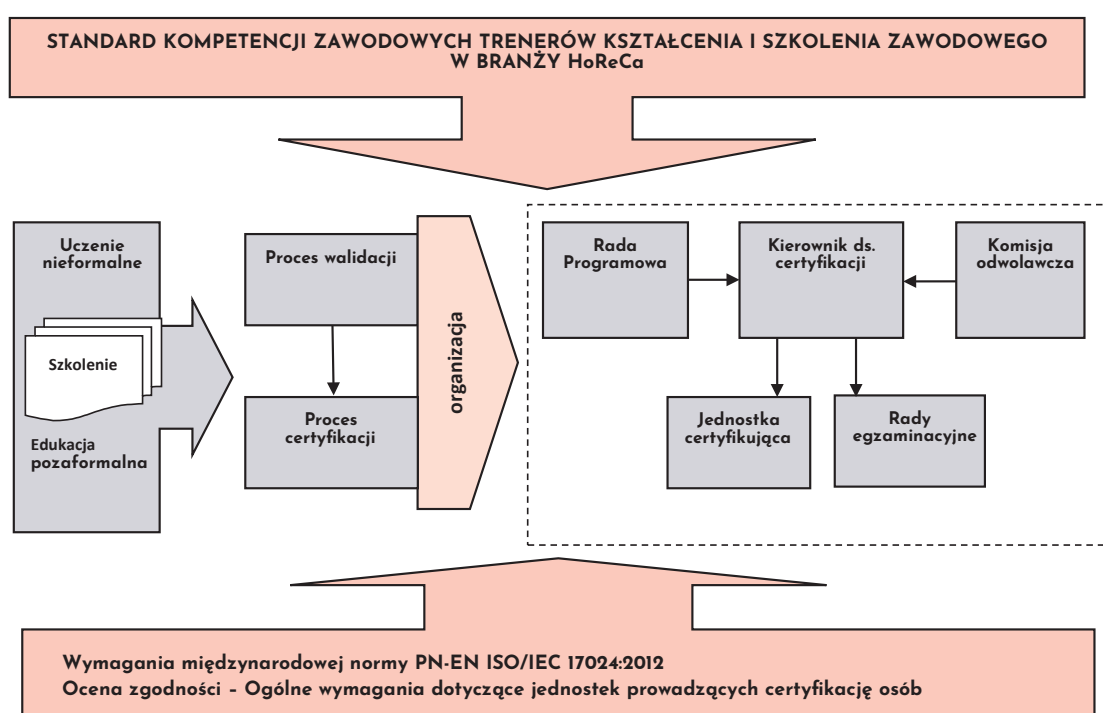 STANDARD KOMPETENCJI ZAWODOWYCH TRENERÓW KSZTAŁCENIA I SZKOLENIA ZAWODOWEGO
W BRANŻY HoReCa
Uczenie
nieformalne
Szkolenie
Edukacja
pozaformalna
Proces walidacji
Proces
certyfikacji
organizacja
Rada
Programowa
Kierownik ds.
certyfikacji
Komisja
odwolawcza
Jednostka
certyfikująca
Rady
egzaminacyjne
Wymagania międzynarodowej normy PN-EN ISO/IEC 17024:2012
Ocena zgodności – Ogólne wymagania dotyczące jednostek prowadzących certyfikację osób